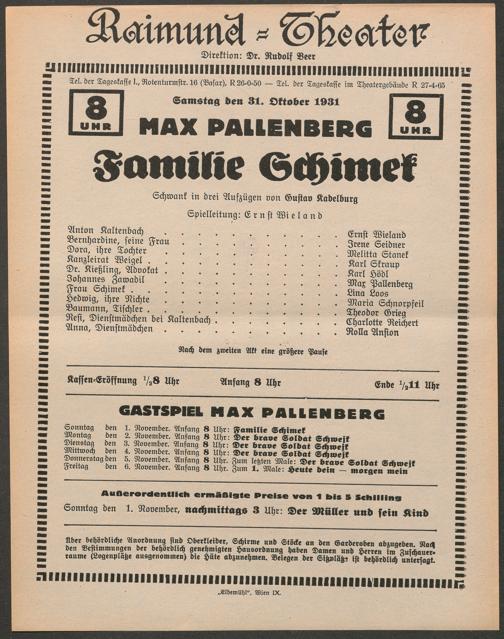 Raimund=Theater
Direktion: Dr. Rudolf Beer
Tel. der Tageskasse I., Rotenturmstr. 16 (Basar), R 26-0-50 — Tel. der Tageskasse im Theatergebäude R 27-4-65
8 UHR
Samstag den 31. Oktober 1931
8 UHR
MAX PALLENBERG
Familie Schimek
Schwank in drei Aufzügen von Gustav Kadelburg
Spielleitung: Ernst Wieland
Anton Kaltenbach . . . . . . . . . . . Ernst Wieland
Bernhardine, seine Frau . . . . . . . . . . . Irene Seidner
Dora, ihre Tochter . . . . . . . . . . . Melitta Stanek
Kanzleirat Weigel . . . . . . . . . . . . Karl Skraup
Dr. Kießling, Advokat . . . . . . . . . . . Karl Hödl
Johannes Zawadil . . . . . . . . . . . Max Pallenberg
Frau Schimek . . . . . . . . . . . . Lina Loos
Hedwig, ihre Nichte . . . . . . . . . . . Maria Schnorpfeil
Baumann, Tischler . . . . . . . . . . . . Theodor Grieg
Resi, Dienstmädchen bei Kaltenbach . . . . . . . . . Charlotte Reichert
Anna, Dienstmädchen . . . . . . . . . . . Rolla Anston
Nach dem zweiten Akt eine größere Pause
Kassen-Eröffnung 1/28 Uhr Anfang 8 Uhr Ende 1/211 Uhr
GASTSPIEL MAX PALLENBERG
Sonntag den 1. November. Anfang 8 Uhr: Familie Schimek
Montag den 2. November. Anfang 8 Uhr: Der brave Soldat Schwejk
Dienstag den 3. November. Anfang 8 Uhr: Der brave Soldat Schwejk
Mittwoch den 4. November. Anfang 8 Uhr: Der brave Soldat Schwejk
Donnerstag den 5. November. Anfang 8 Uhr. Zum letzten Male: Der brave Soldat Schwejk
Freitag den 6. November. Anfang 8 Uhr. Zum 1. Male: Heute dein — morgen mein
Außerordentlich ermäßigte Preise von 1 bis 5 Schilling
Sonntag den 1. November, nachmittags 3 Uhr: Der Müller und sein Kind
Über behördliche Anordnung sind Oberkleider, Schirme und Stöcke an den Garderoben abzugeben. Nach
den Bestimmungen der behördlich genehmigten Hausordnung haben Damen und Herren im Zuschauer-
raume (Logenplätze ausgenommen) die Hüte abzunehmen. Belegen der Sitzplätze ist behördlich untersagt.
„Elbemühl“, Wien IX.